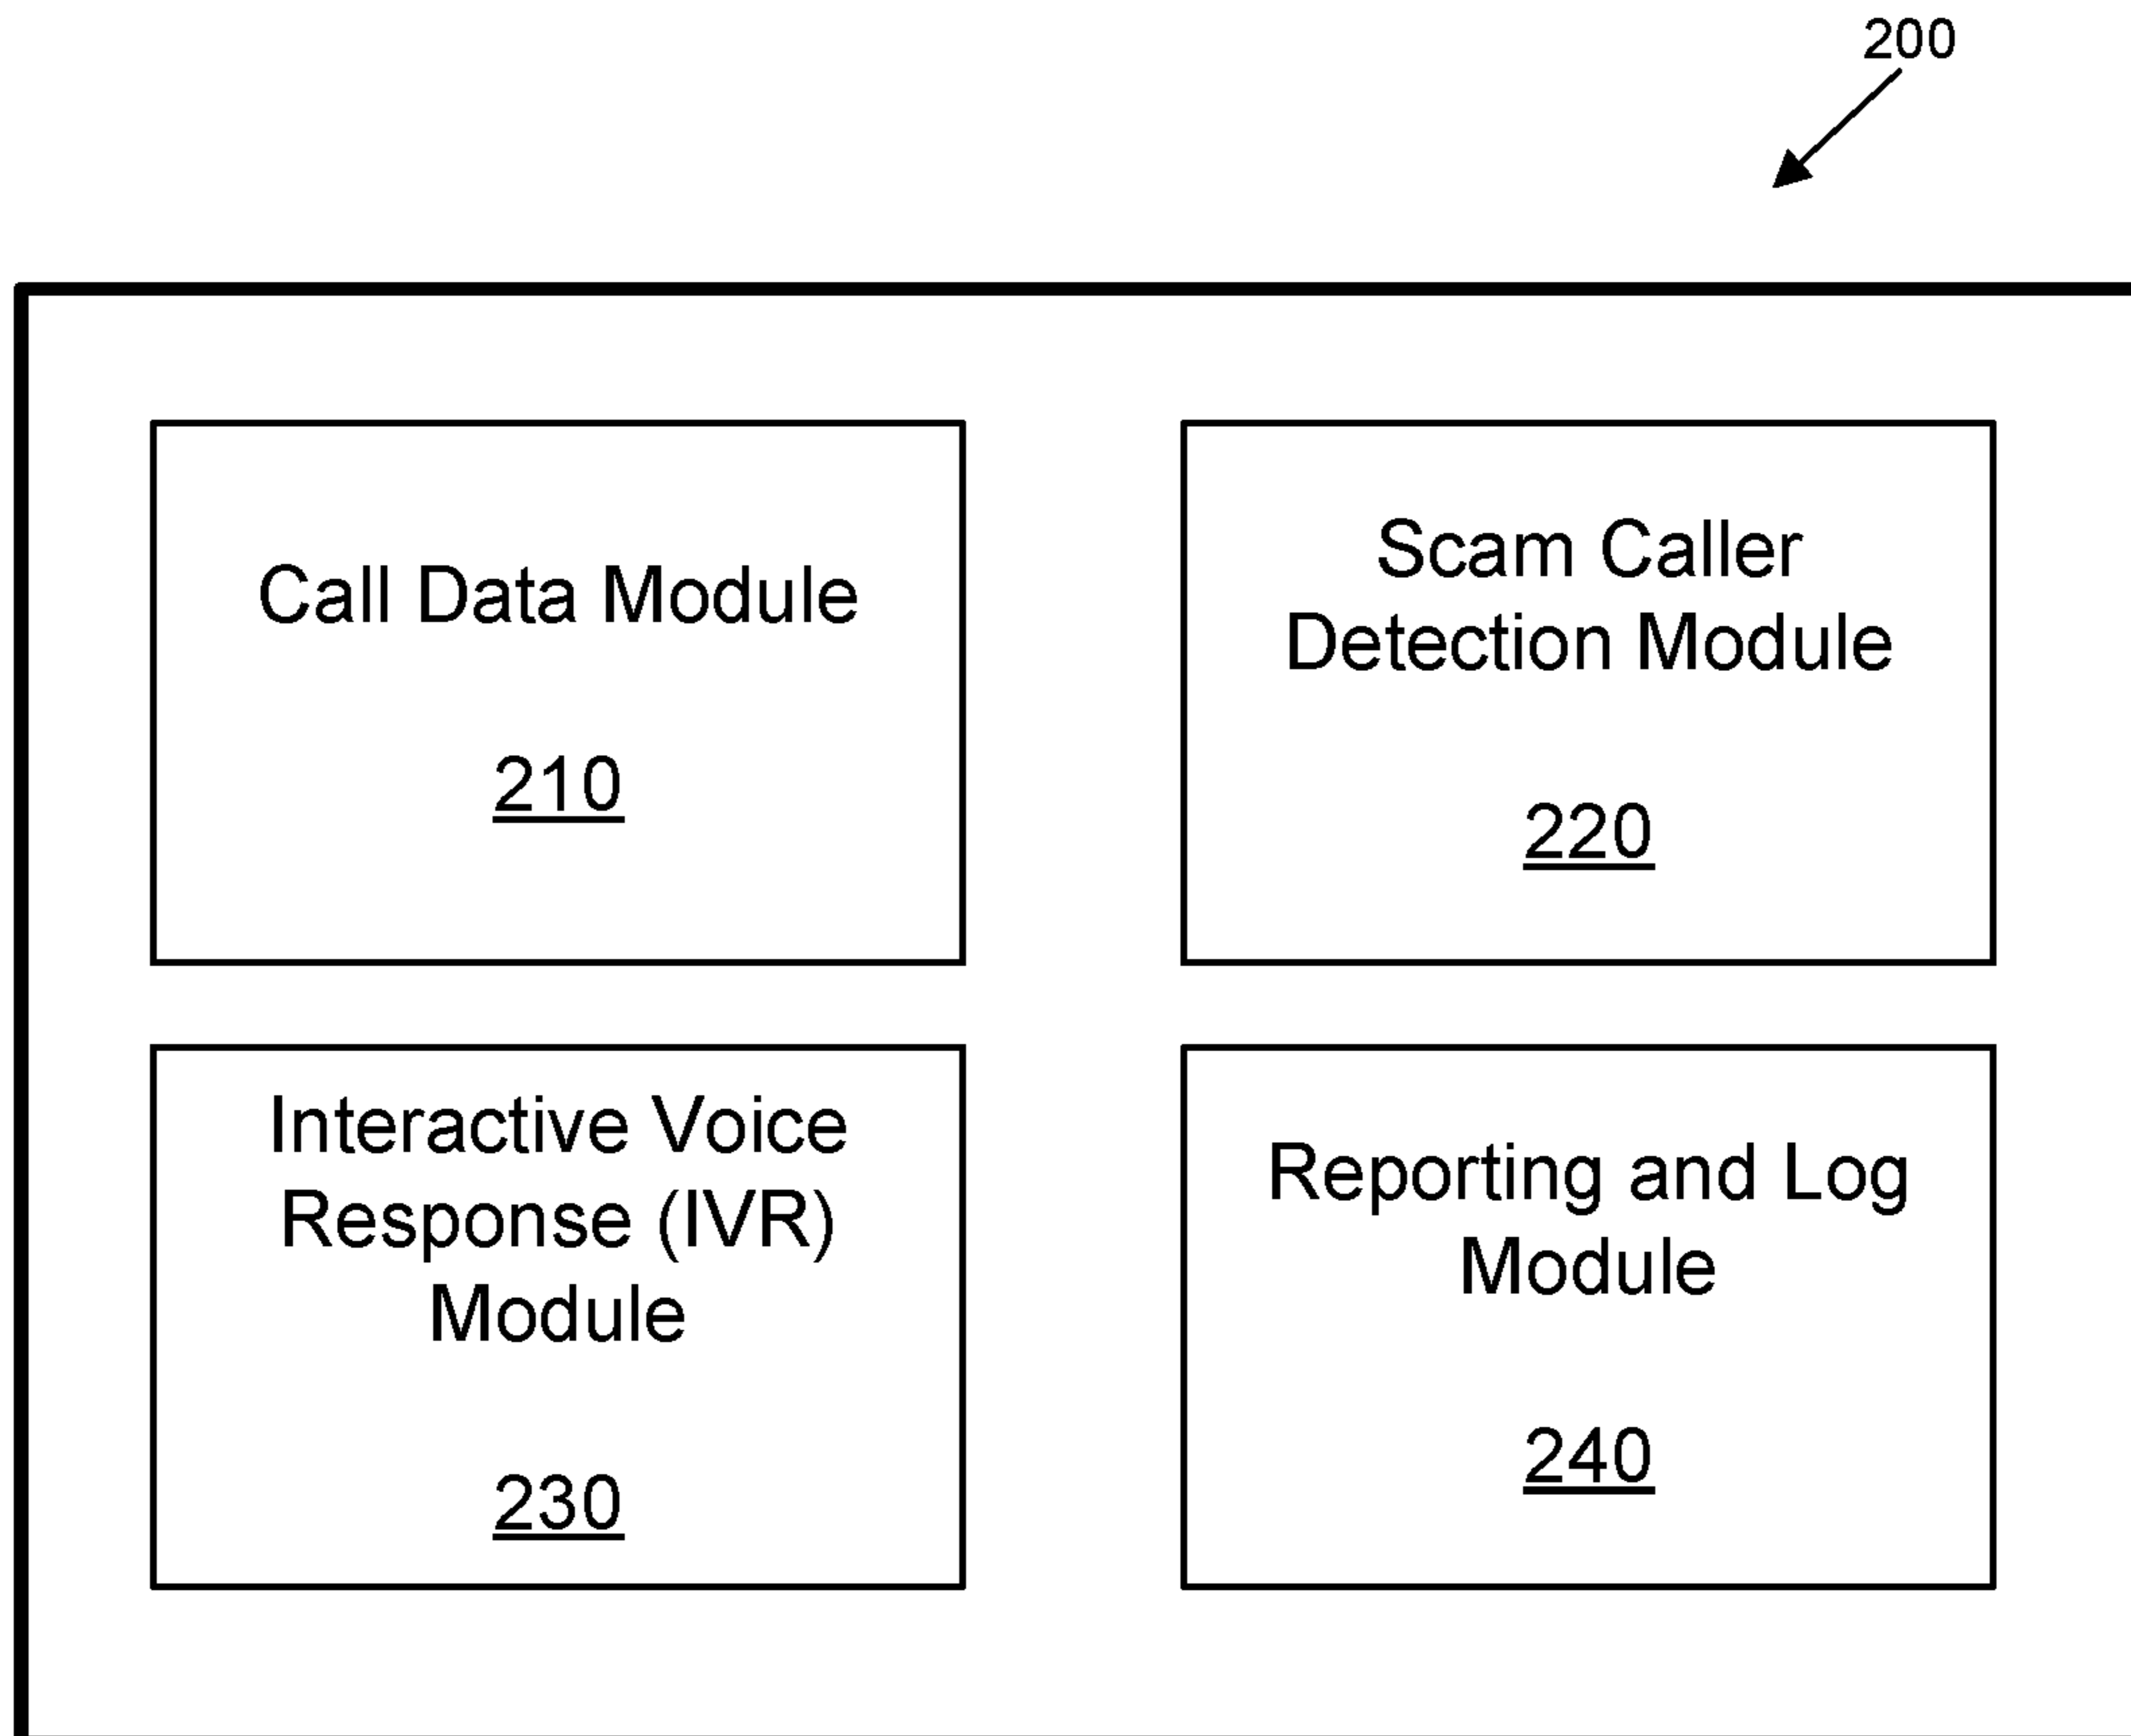 200
Call Data Module
210
Scam Caller
Detection Module
220
Interactive Voice
Response (IVR)
Module
230
Reporting and Log
Module
240